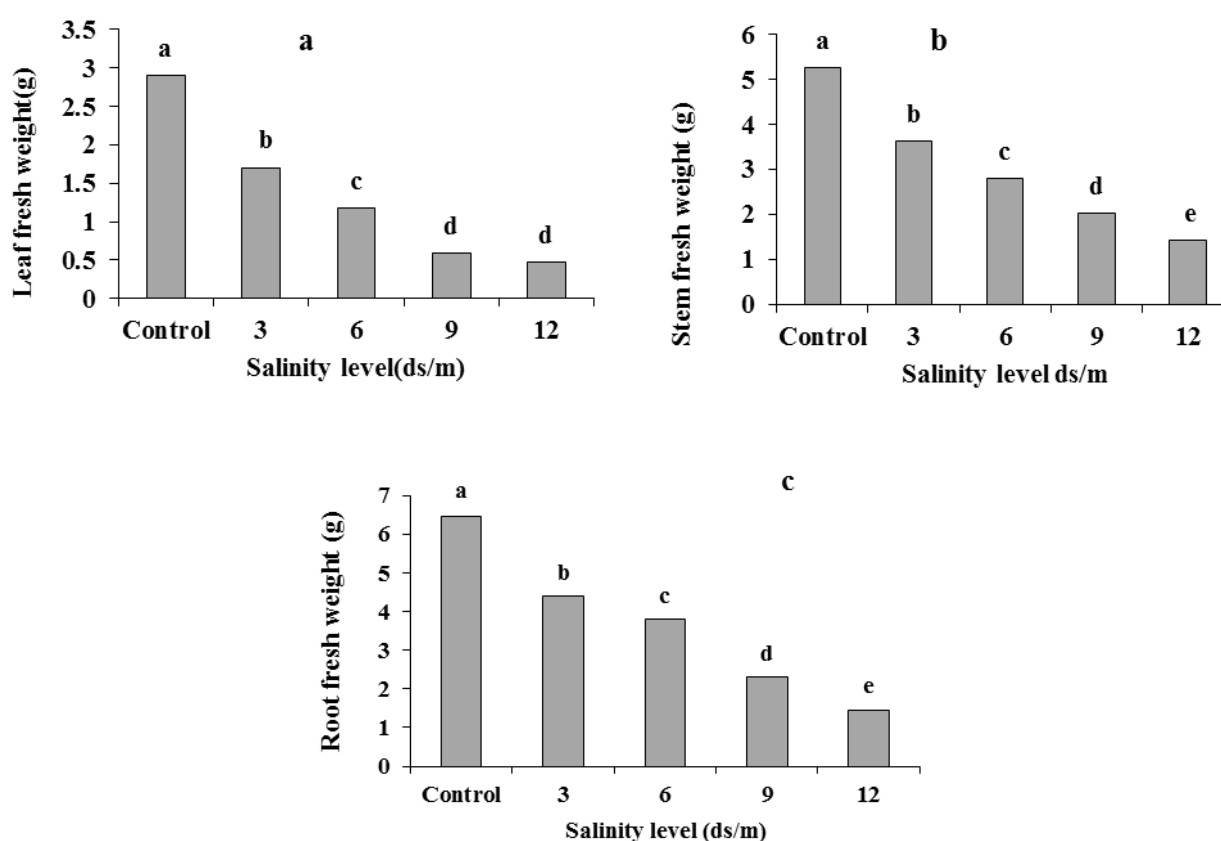 a
Leaf fresh weight(g)
3.5
3
2.5
2
1.5
1
0.5
0
a
b
c
d
d
Control 3 6 9 12
Salinity level(ds/m)
b
Stem fresh weight (g)
6
5
4
3
2
1
0
a
b
c
d
e
Control 3 6 9 12
Salinity level ds/m
c
Root fresh weight (g)
7
6
5
4
3
2
1
0
a
b
c
d
e
Control 3 6 9 12
Salinity level (ds/m)